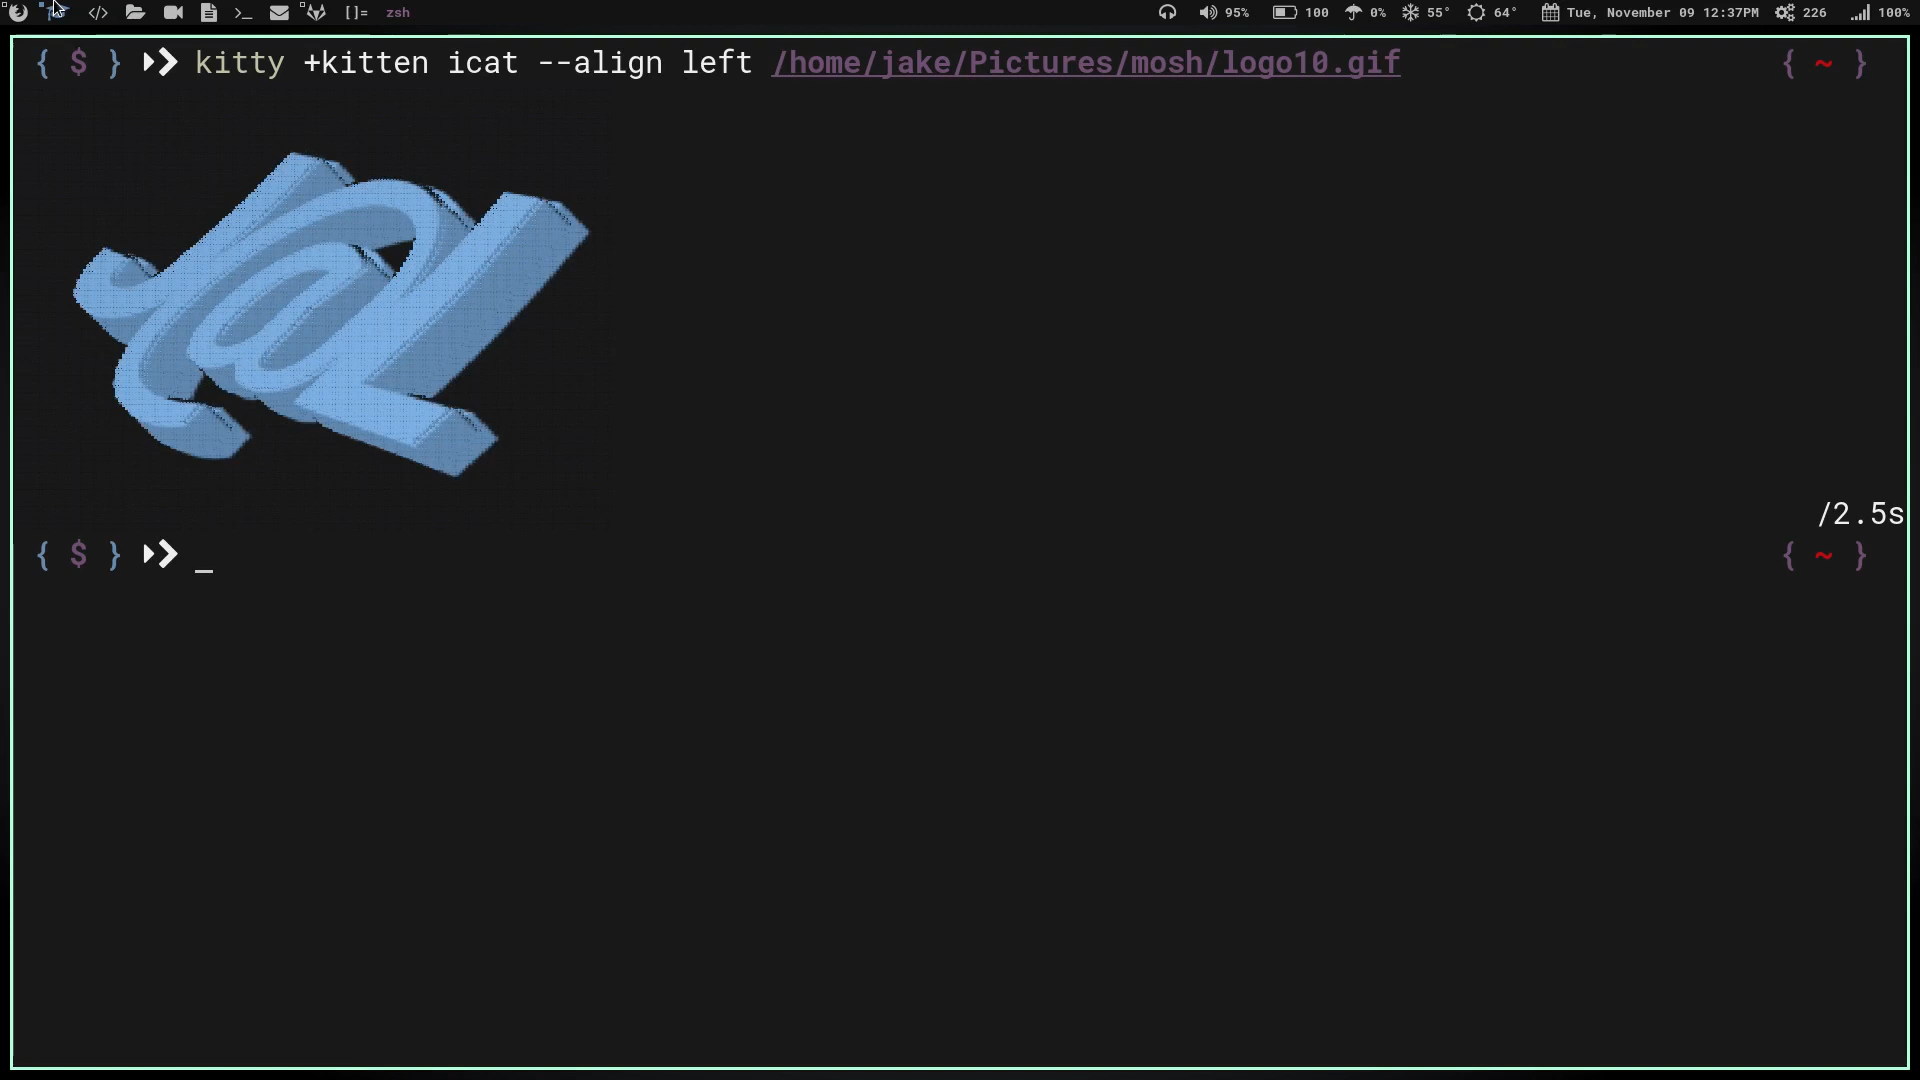 </> >_ []= zsh 95% 100 0% 55° 64° Tue, November 09 12:37PM 226 100%
{ $ } kitty +kitten icat --align left /home/jake/Pictures/mosh/logo10.gif { ~ }
J@L
/2.5s
{ $ } _ { ~ }